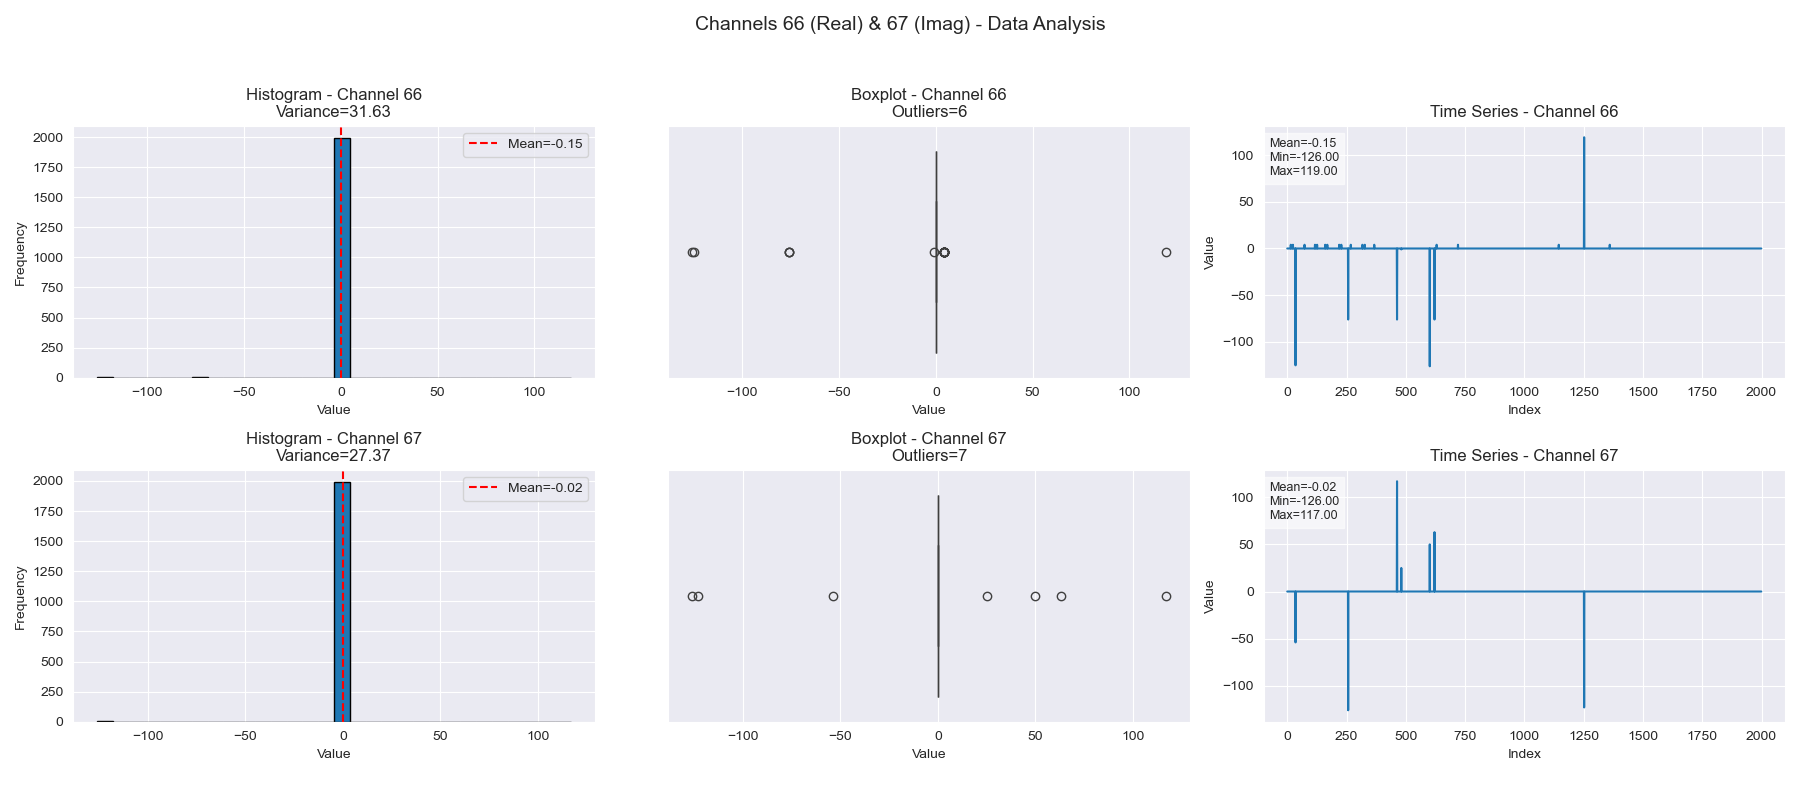 Channels 66 (Real) & 67 (Imag) - Data Analysis
Histogram - Channel 66
Variance=31.63
Mean=-0.15
Frequency
2000
1750
1500
1250
1000
750
500
250
0
−100
−50
0
50
100
Value
Boxplot - Channel 66
Outliers=6
−100
−50
0
50
100
Value
Time Series - Channel 66
Mean=-0.15
Min=-126.00
Max=119.00
Value
100
50
0
−50
−100
0
250
500
750
1000
1250
1500
1750
2000
Index
Histogram - Channel 67
Variance=27.37
Mean=-0.02
Frequency
2000
1750
1500
1250
1000
750
500
250
0
−100
−50
0
50
100
Value
Boxplot - Channel 67
Outliers=7
−100
−50
0
50
100
Value
Time Series - Channel 67
Mean=-0.02
Min=-126.00
Max=117.00
Value
100
50
0
−50
−100
0
250
500
750
1000
1250
1500
1750
2000
Index